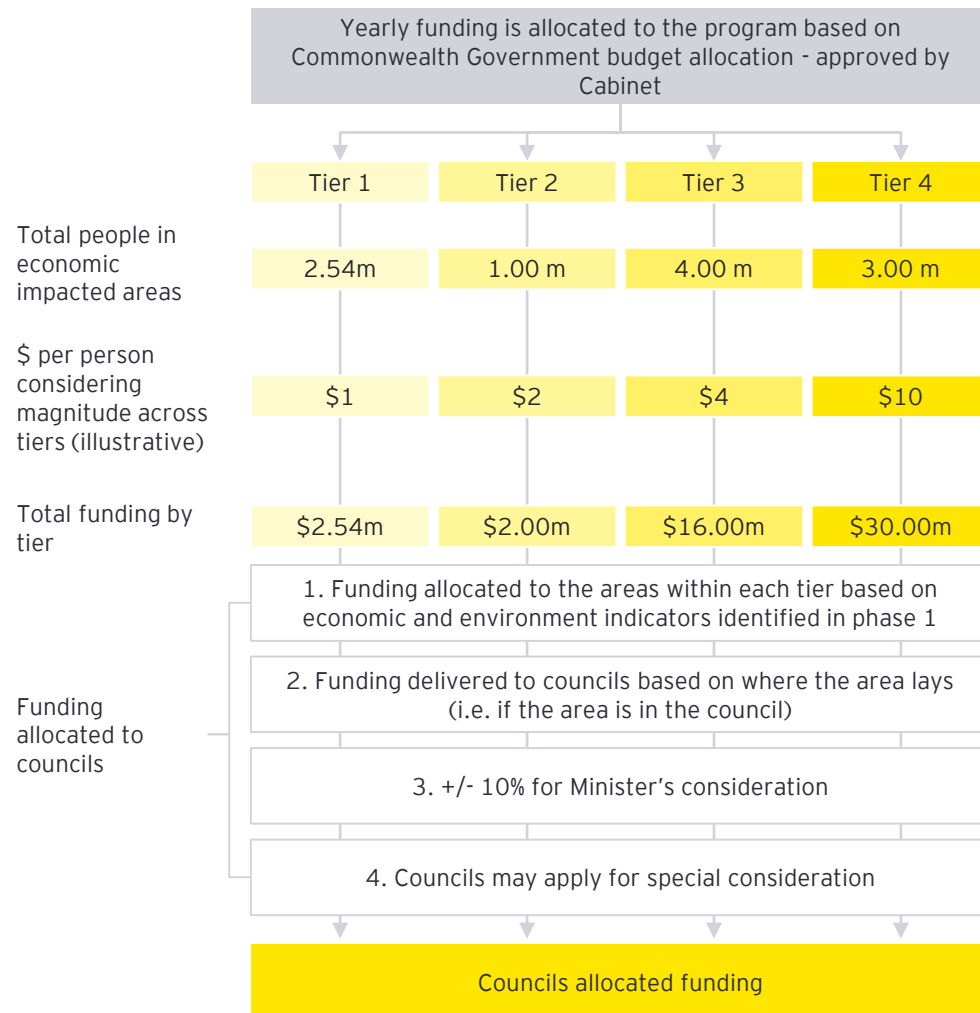 Yearly funding is allocated to the program based on
Commonwealth Government budget allocation - approved by
Cabinet
Tier 1
Tier 2
Tier 3
Tier 4
Total people in
economic
impacted areas
2.54m
1.00 m
4.00 m
3.00 m
$ per person
considering
magnitude across
tiers (illustrative)
$1
$2
$4
$10
Total funding by
tier
$2.54m
$2.00m
$16.00m
$30.00m
Funding
allocated to
councils
1. Funding allocated to the areas within each tier based on
economic and environment indicators identified in phase 1
2. Funding delivered to councils based on where the area lays
(i.e. if the area is in the council)
3. +/- 10% for Minister’s consideration
4. Councils may apply for special consideration
Councils allocated funding